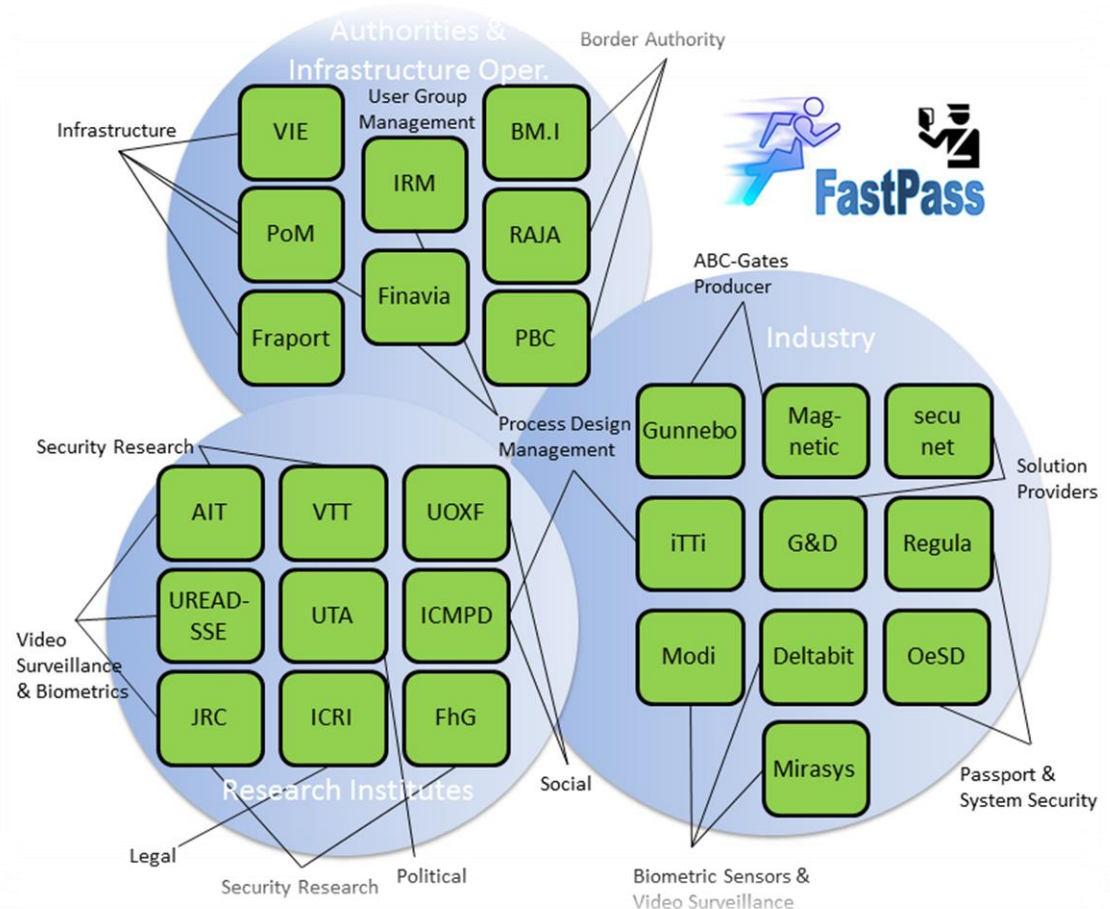 Authorities &
Infrastructure Oper.
Border Authority
User Group
Management
Infrastructure
VIE
BM.I
IRM
PoM
RAJA
Finavia
Fraport
PBC
FastPass
ABC-Gates
Producer
Industry
Process Design
Management
Gunnebo
Mag-
netic
secu
net
Solution
Providers
iTTi
G&D
Regula
Modi
Deltabit
OeSD
Mirasys
Passport &
System Security
Biometric Sensors &
Video Surveillance
Security Research
AIT
VTT
UOXF
UREAD-
SSE
UTA
ICMPD
Video
Surveillance
& Biometrics
JRC
ICRI
FhG
Research Institutes
Social
Legal
Security Research
Political